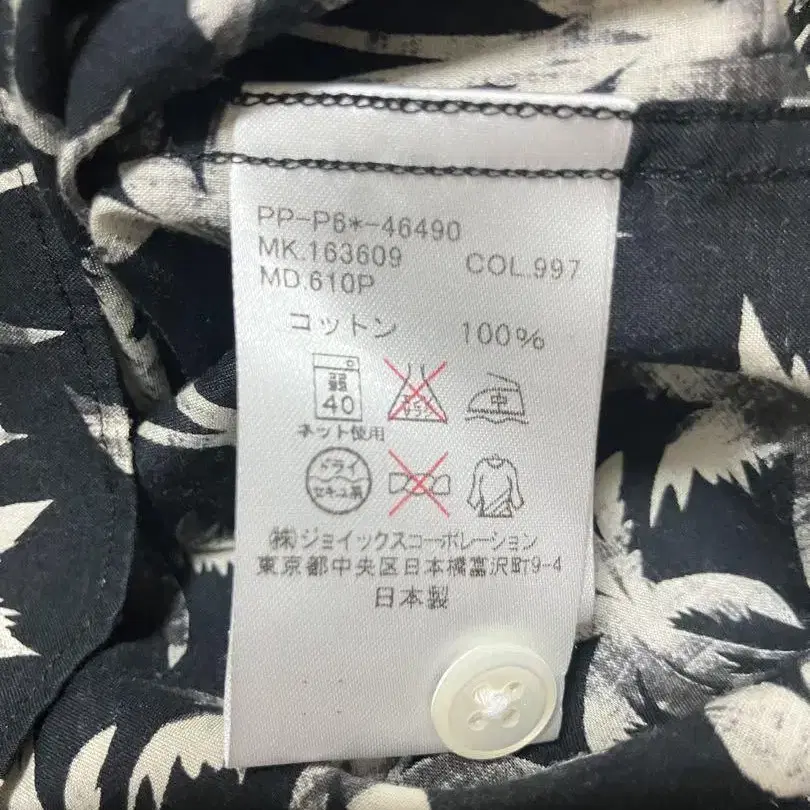 PP-P6*-46490
MK.163609 COL.997
MD.610P
コットン 100%
弱
40
中
ネット使用
ドライ
セキユ系
(株)ジョイックスコーポレーション
東京都中央区日本橋富沢町9-4
日本製